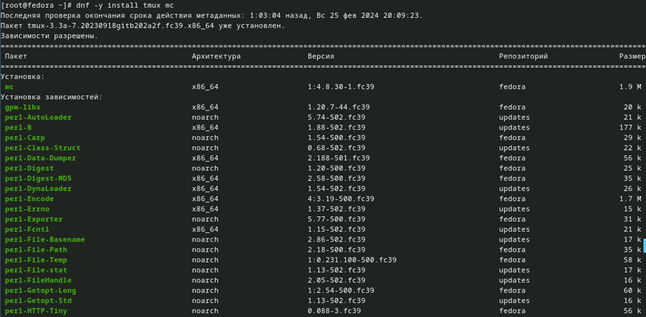 [root@fedora ~]# dnf -y install tmux mc
Последняя проверка окончания срока действия метаданных: 1:03:04 назад, Вс 25 фев 2024 20:09:23.
Пакет tmux-3.3a-7.20230918gitb202a2f.fc39.x86_64 уже установлен.
Зависимости разрешены.
Пакет Архитектура Версия Репозиторий Размер
Установка:
mc x86_64 1:4.8.30-1.fc39 fedora 1.9 M
Установка зависимостей:
gpm-libs x86_64 1.20.7-44.fc39 fedora 20 k
perl-AutoLoader noarch 5.74-502.fc39 updates 21 k
perl-B x86_64 1.88-502.fc39 updates 177 k
perl-Carp noarch 1.54-500.fc39 fedora 29 k
perl-Class-Struct noarch 0.68-502.fc39 updates 22 k
perl-Data-Dumper x86_64 2.188-501.fc39 fedora 56 k
perl-Digest noarch 1.20-500.fc39 fedora 25 k
perl-Digest-MD5 x86_64 2.58-500.fc39 fedora 35 k
perl-DynaLoader x86_64 1.54-502.fc39 updates 26 k
perl-Encode x86_64 4:3.19-500.fc39 fedora 1.7 M
perl-Errno x86_64 1.37-502.fc39 updates 15 k
perl-Exporter noarch 5.77-500.fc39 fedora 31 k
perl-Fcntl x86_64 1.15-502.fc39 updates 21 k
perl-File-Basename noarch 2.86-502.fc39 updates 17 k
perl-File-Path noarch 2.18-500.fc39 fedora 35 k
perl-File-Temp noarch 1:0.231.100-500.fc39 fedora 58 k
perl-File-stat noarch 1.13-502.fc39 updates 17 k
perl-FileHandle noarch 2.05-502.fc39 updates 16 k
perl-Getopt-Long noarch 1:2.54-500.fc39 fedora 60 k
perl-Getopt-Std noarch 1.13-502.fc39 updates 16 k
perl-HTTP-Tiny noarch 0.088-3.fc39 fedora 56 k